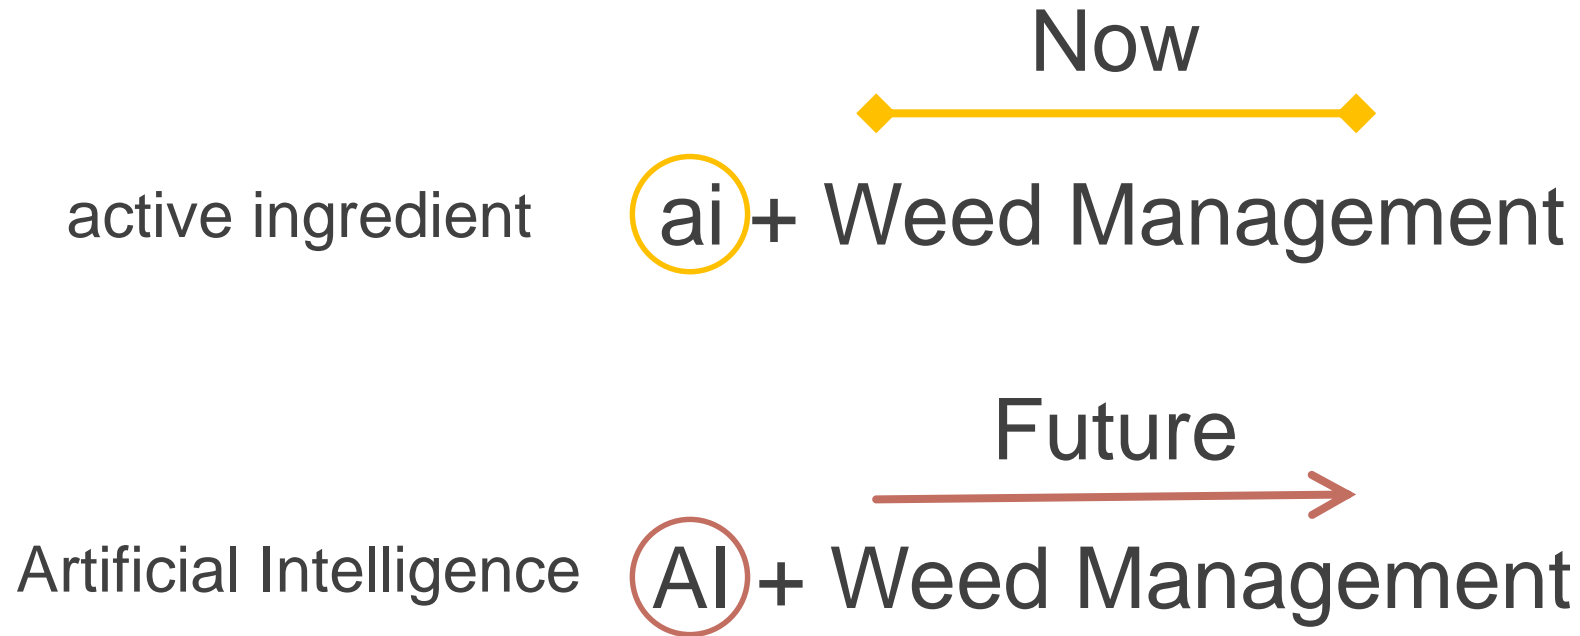 Now
active ingredient ai + Weed Management
Future
Artificial Intelligence AI + Weed Management